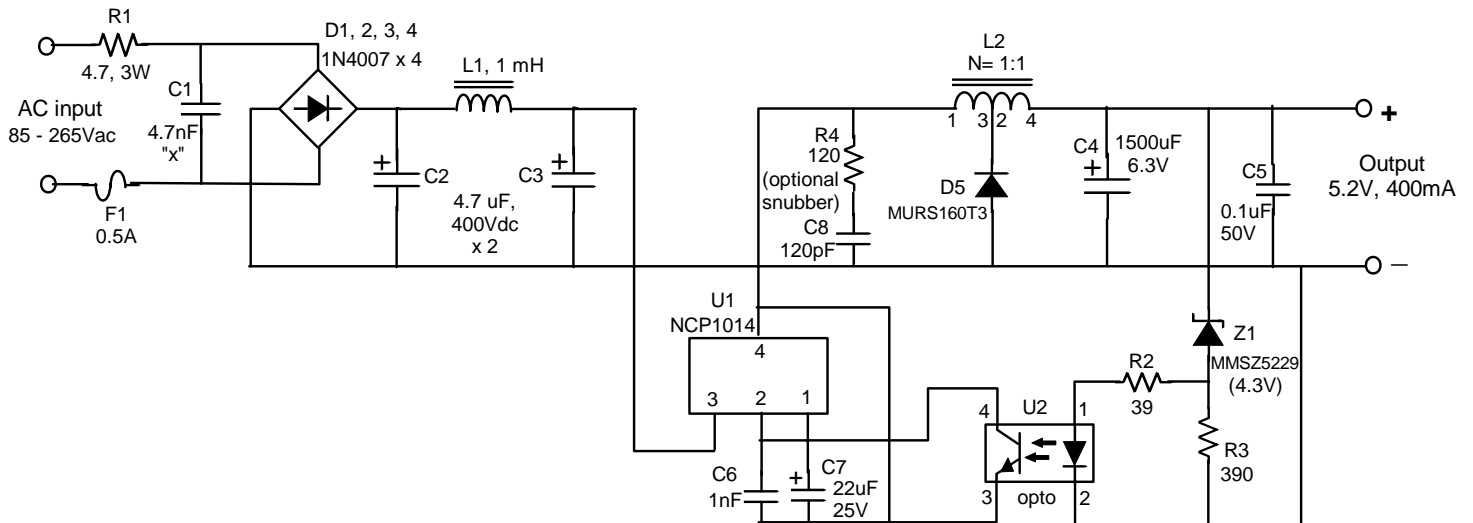 R1
4.7, 3W
AC input
85 - 265Vac
C1
4.7nF
"x"
F1
0.5A
D1, 2, 3, 4
1N4007 x 4
L1, 1 mH
+
C2
4.7 uF,
400Vdc
x 2
C3
+
L2
N= 1:1
1 3 2 4
R4
120
(optional
snubber)
C8
120pF
D5
MURS160T3
C4
+
1500uF
6.3V
C5
0.1uF
50V
+
Output
5.2V, 400mA
–
U1
NCP1014
4
3 2 1
C6
1nF
+
C7
22uF
25V
4
U2
1
3
opto
2
R2
39
Z1
MMSZ5229
(4.3V)
R3
390